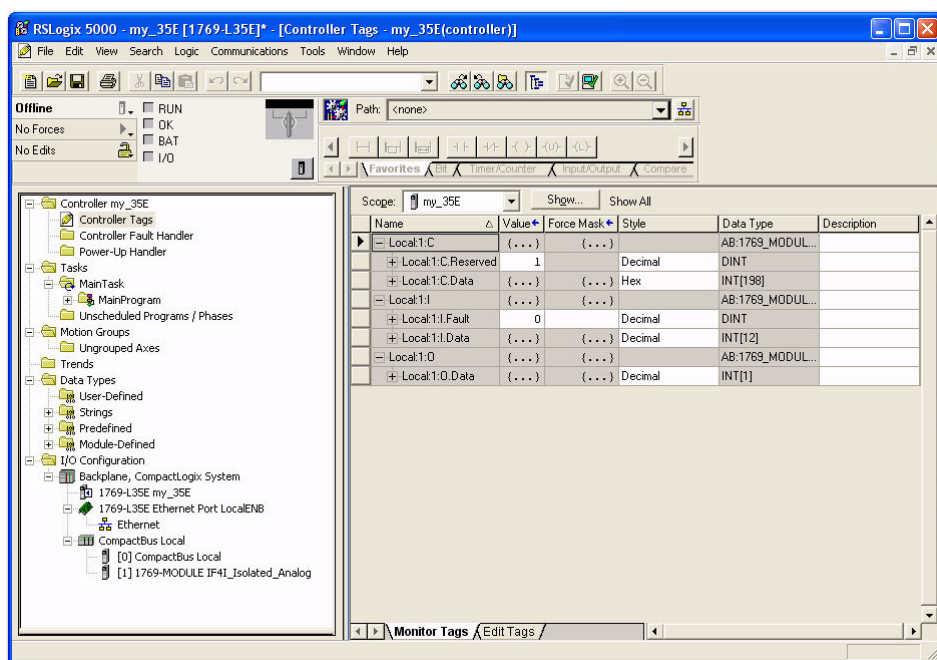 RSLogix 5000 - my_35E [1769-L35E]* - [Controller Tags - my_35E(controller)]
File Edit View Search Logic Communications Tools Window Help
Offline
RUN
Path: <none>
No Forces
OK
No Edits
BAT
I/O
Favorites Bit Timer/Counter Input/Output Compare
Controller my_35E
Controller Tags
Controller Fault Handler
Power-Up Handler
Tasks
MainTask
MainProgram
Unscheduled Programs / Phases
Motion Groups
Ungrouped Axes
Trends
Data Types
User-Defined
Strings
Predefined
Module-Defined
I/O Configuration
Backplane, CompactLogix System
1769-L35E my_35E
1769-L35E Ethernet Port LocalENB
Ethernet
CompactBus Local
[0] CompactBus Local
[1] 1769-MODULE IF4I_Isolated_Analog
Scope: my_35E Show... Show All
Name Value Force Mask Style Data Type Description
Local:1:C {...} {...} AB:1769_MODUL...
Local:1:C.Reserved 1 Decimal DINT
Local:1:C.Data {...} {...} Hex INT[198]
Local:1:I {...} {...} AB:1769_MODUL...
Local:1:I.Fault 0 Decimal DINT
Local:1:I.Data {...} {...} Decimal INT[12]
Local:1:O {...} {...} AB:1769_MODUL...
Local:1:O.Data {...} {...} Decimal INT[1]
Monitor Tags Edit Tags